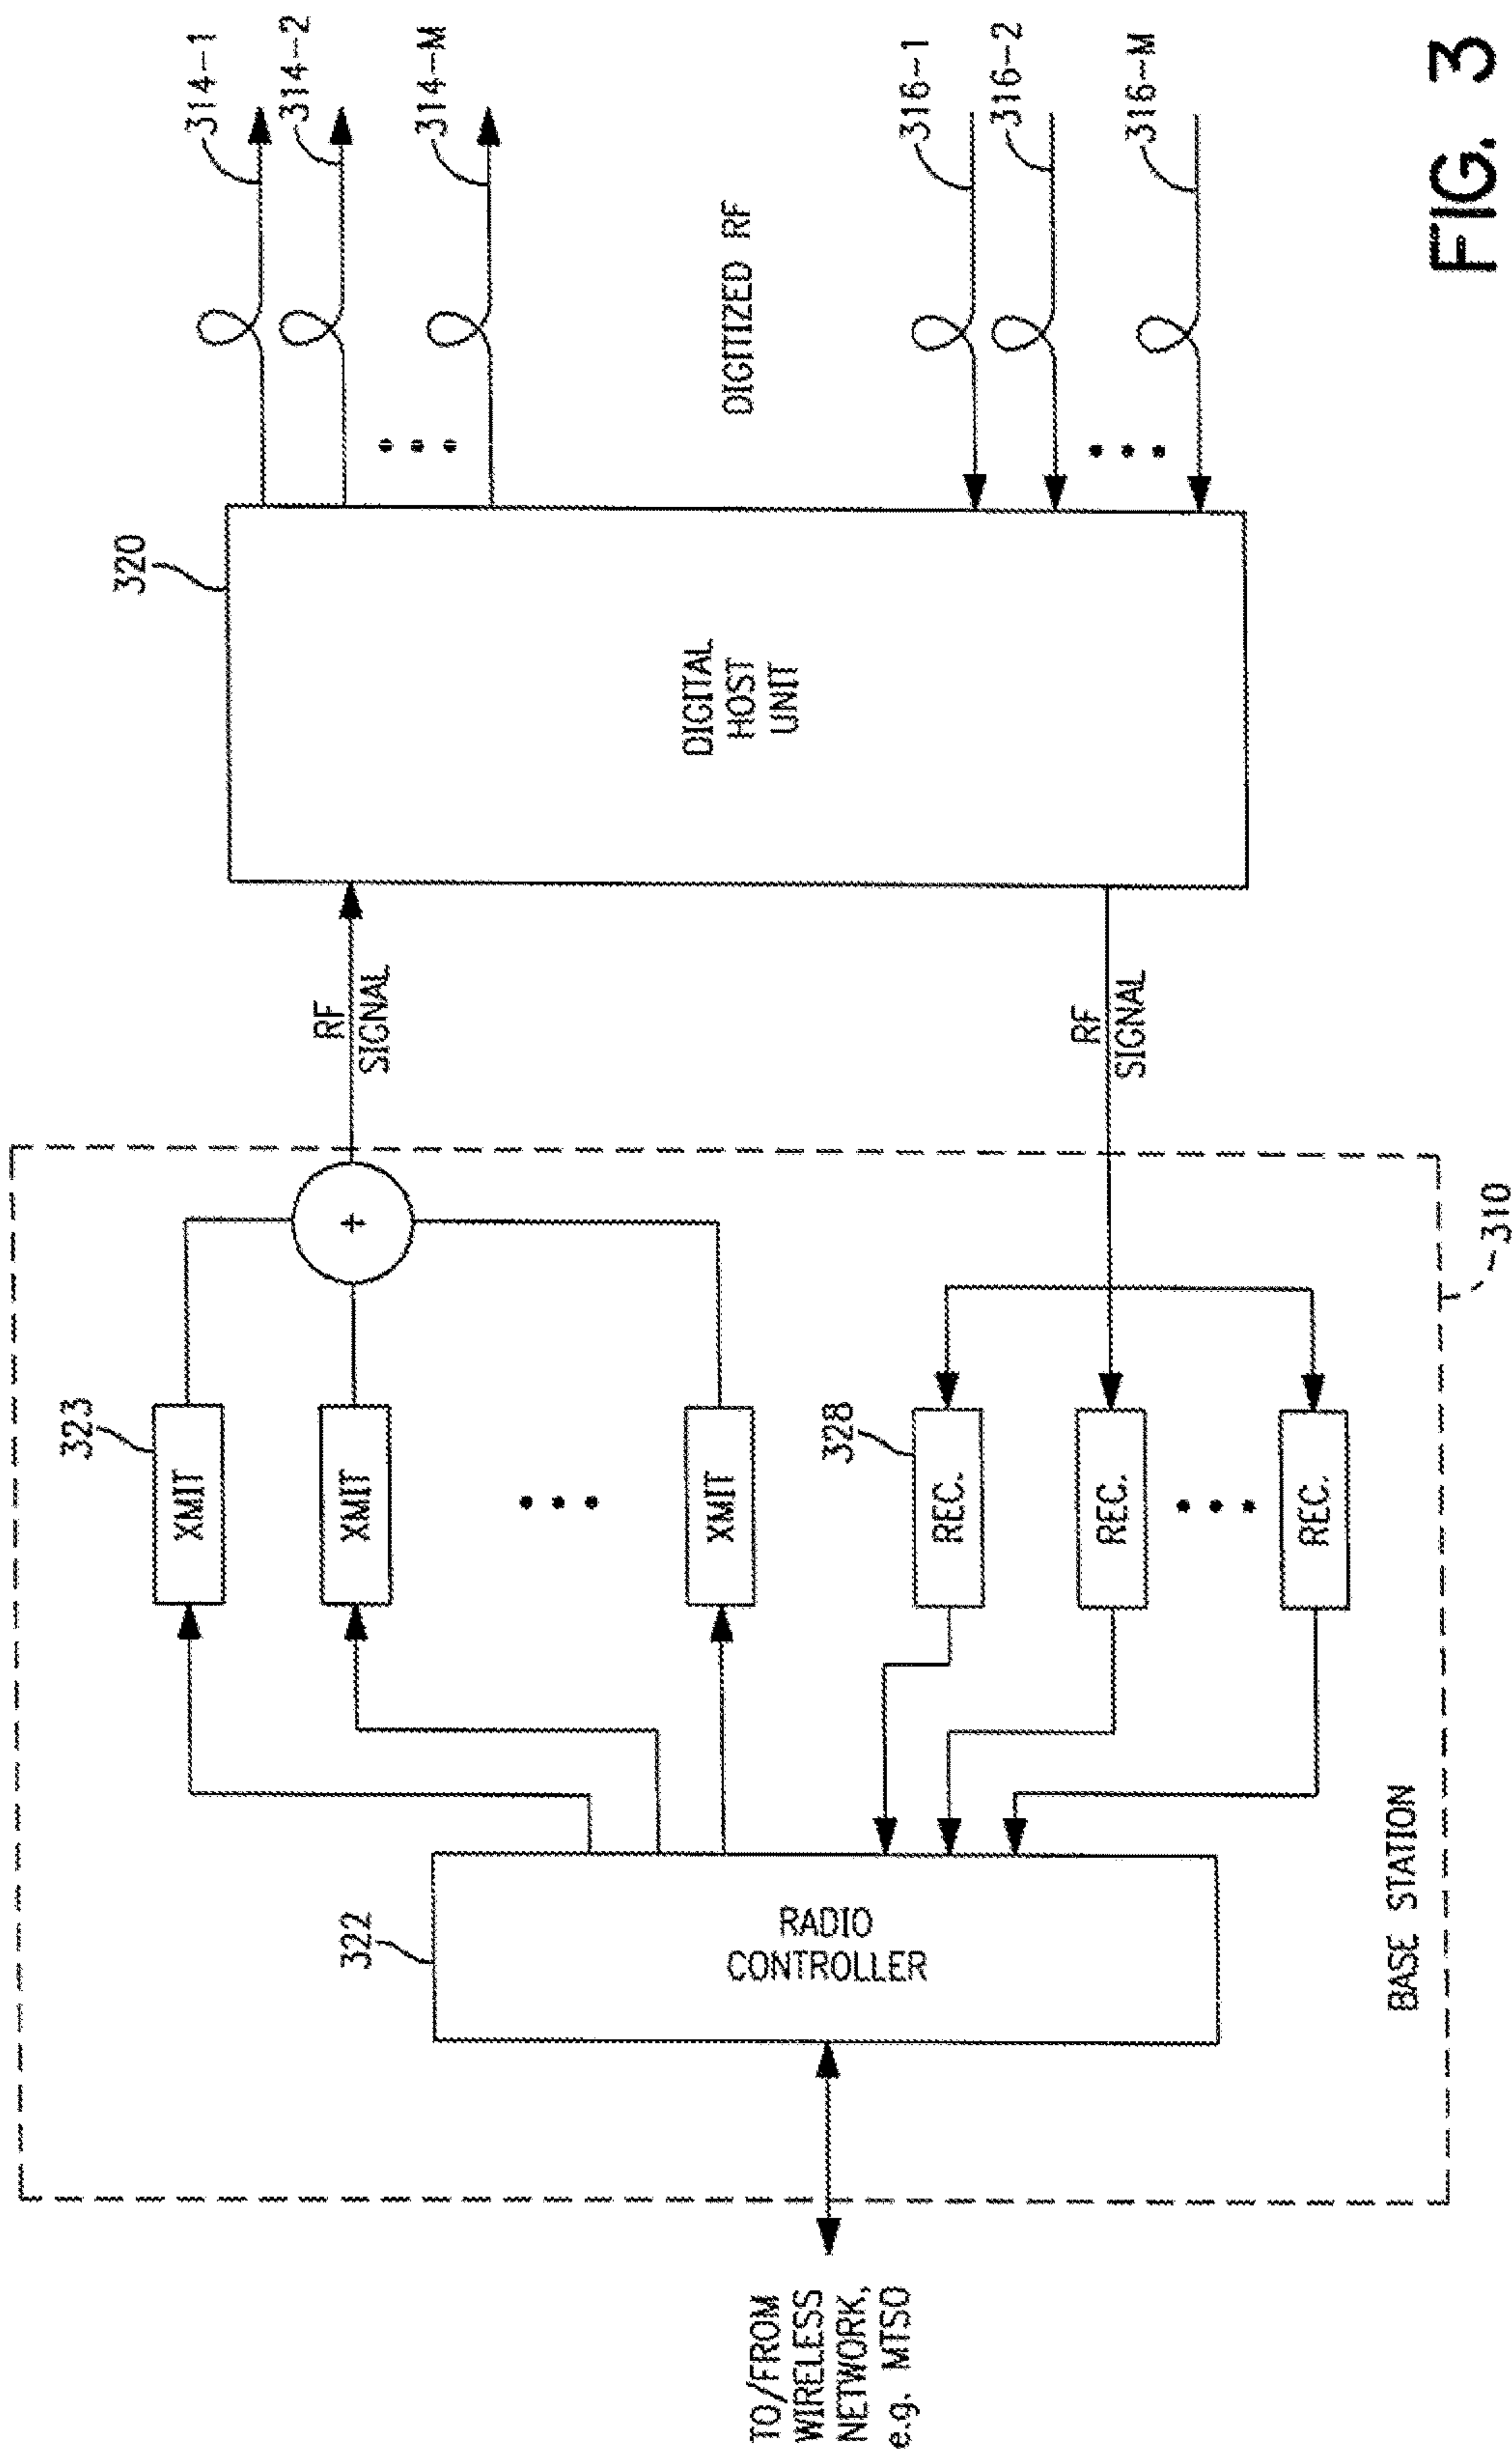 314-1
314-2
314-M
320
DIGITAL
HOST
UNIT
DIGITIZED RF
316-1
316-2
316-M
RF
SIGNAL
RF
SIGNAL
+
323
XMIT
XMIT
XMIT
328
REC.
REC.
REC.
322
RADIO
CONTROLLER
BASE STATION
310
TO/FROM
WIRELESS
NETWORK,
e.g. MTSO
FIG. 3